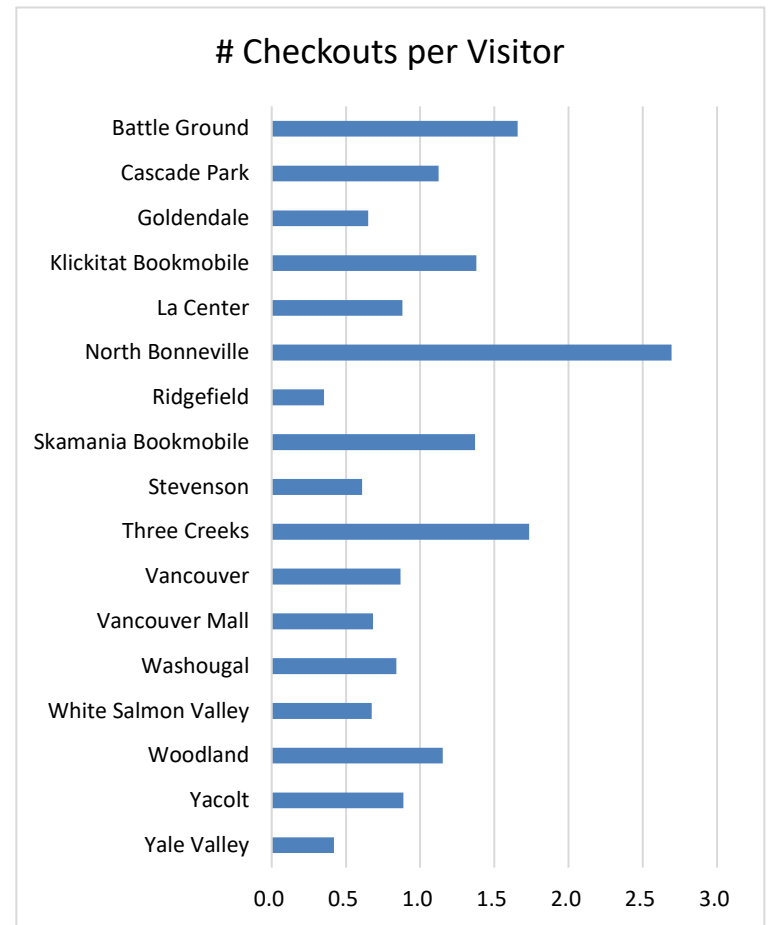 # Checkouts per Visitor
Battle Ground
Cascade Park
Goldendale
Klickitat Bookmobile
La Center
North Bonneville
Ridgefield
Skamania Bookmobile
Stevenson
Three Creeks
Vancouver
Vancouver Mall
Washougal
White Salmon Valley
Woodland
Yacolt
Yale Valley
0.0 0.5 1.0 1.5 2.0 2.5 3.0